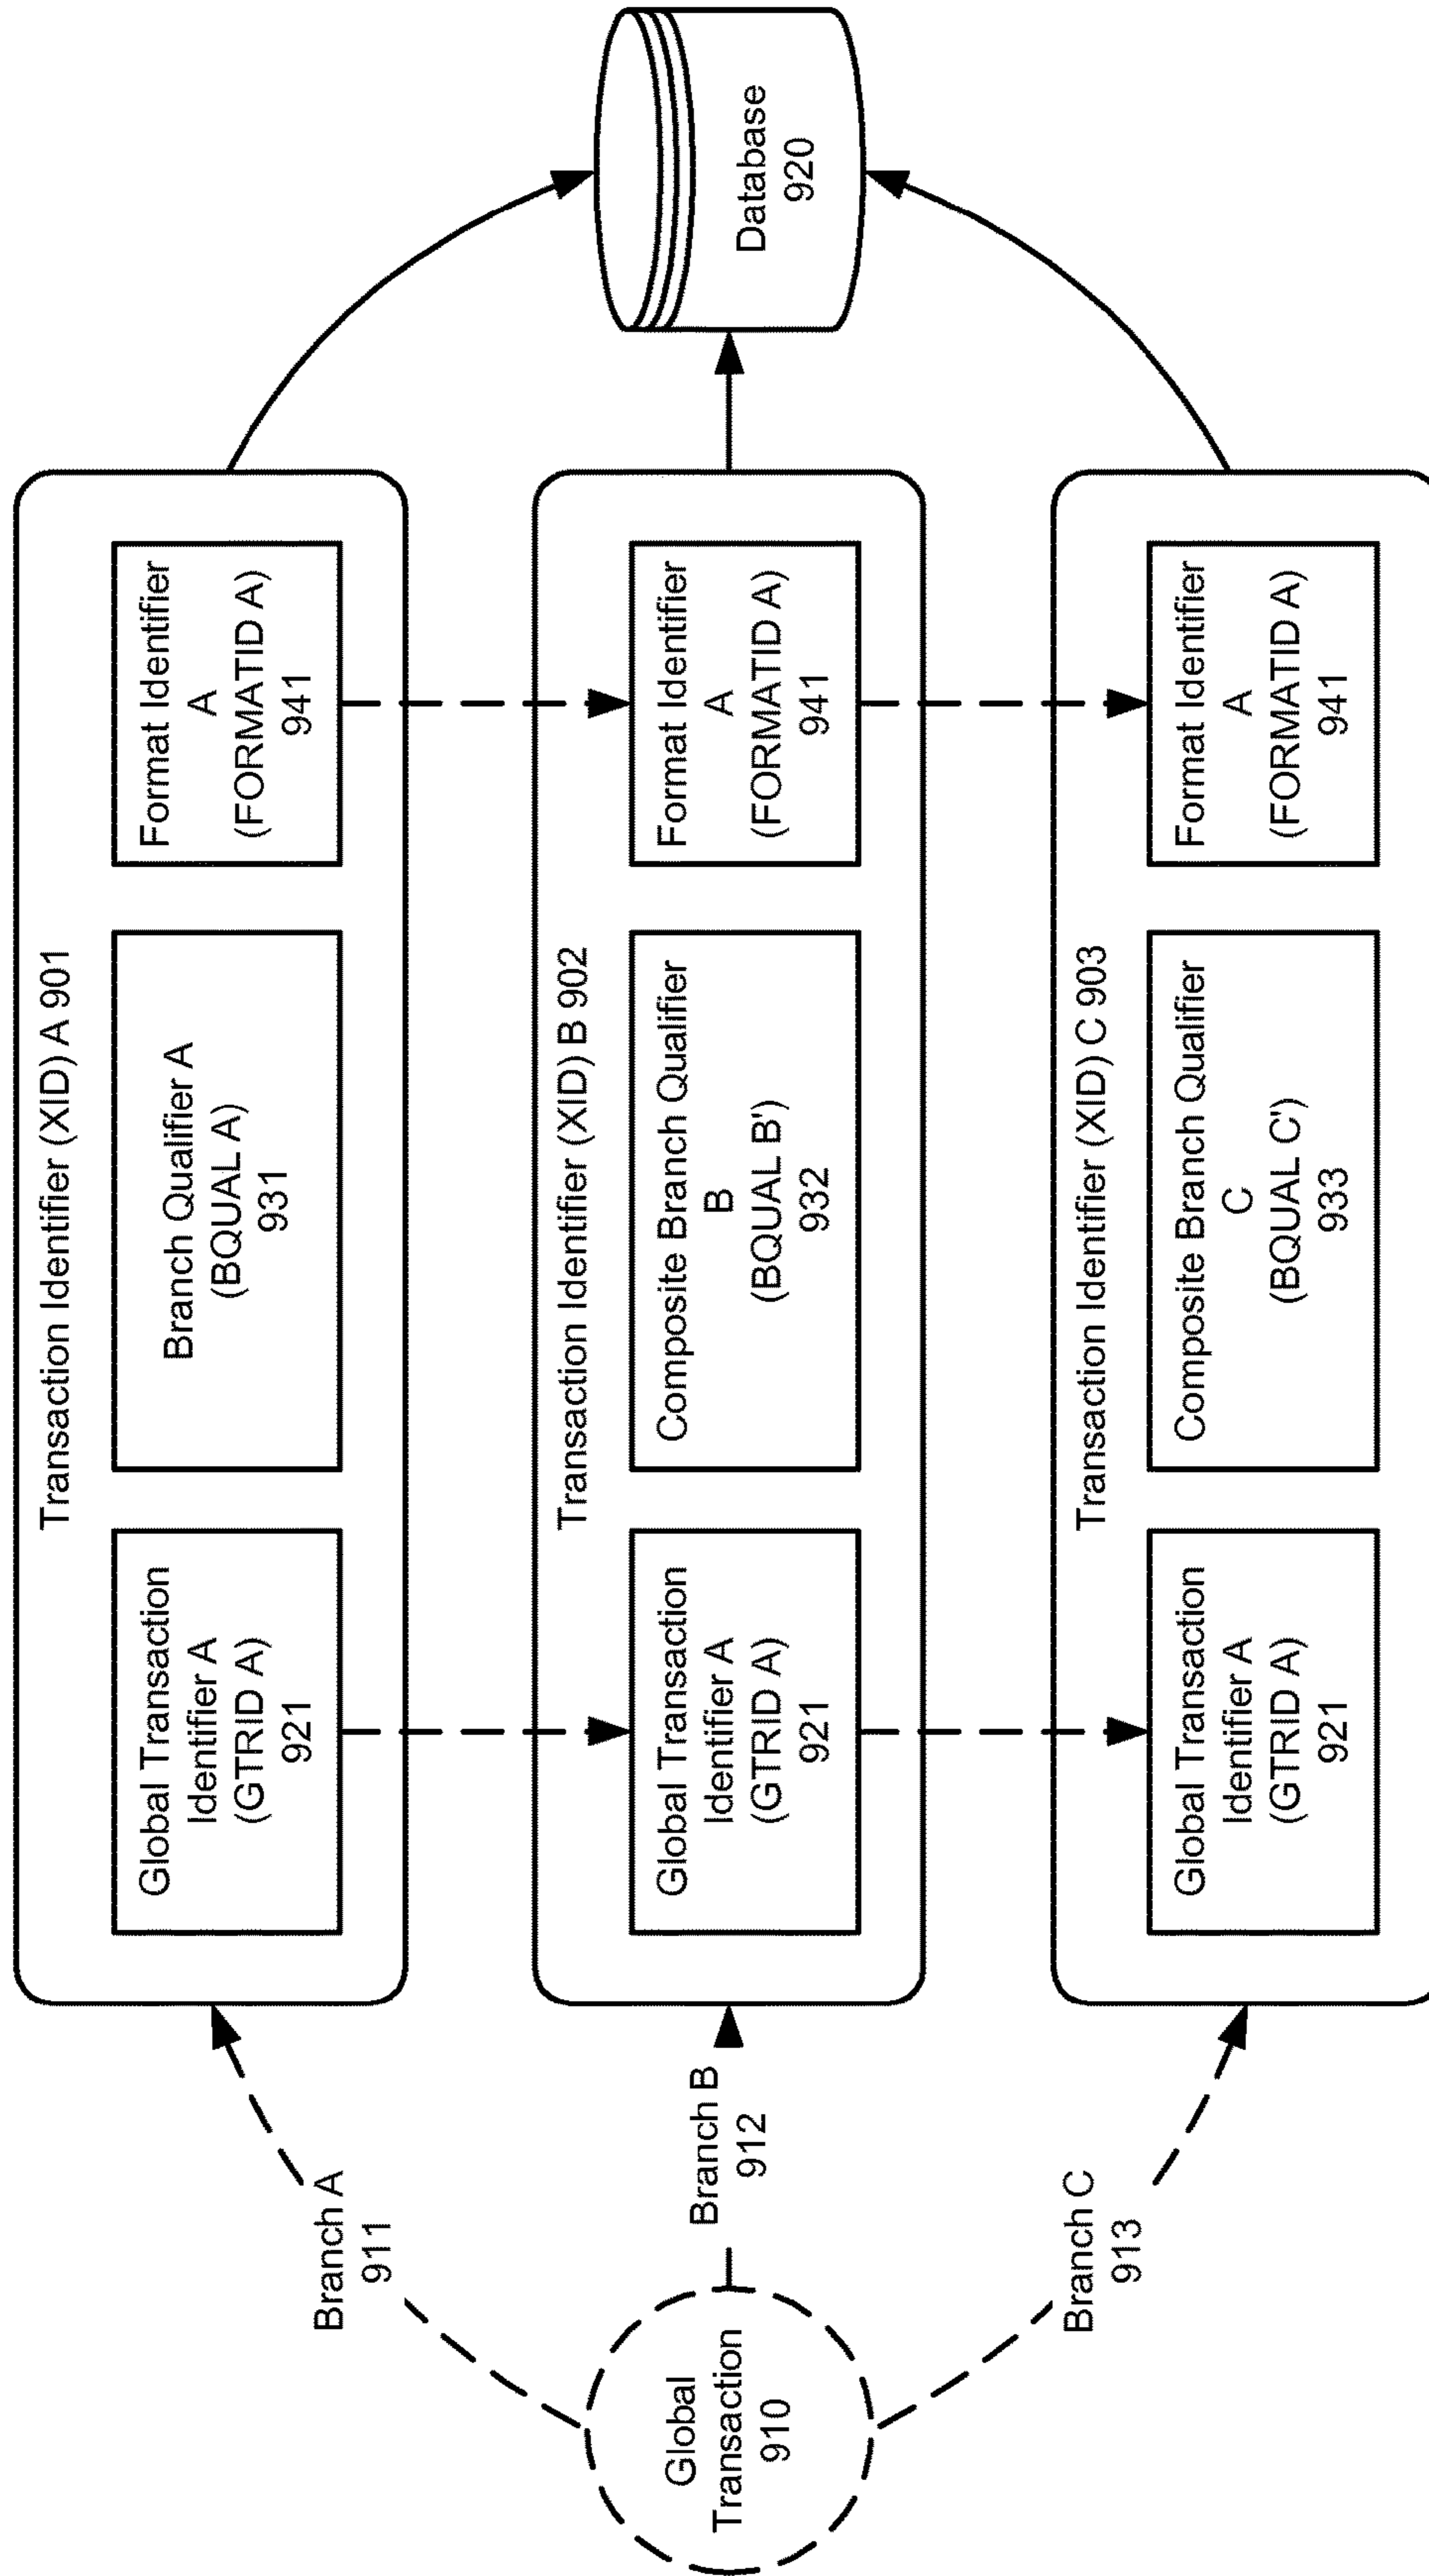 Global
Transaction
910
Branch A
911
Branch B
912
Branch C
913
Transaction Identifier (XID) A 901
Global Transaction
Identifier A
(GTRID A)
921
Branch Qualifier A
(BQUAL A)
931
Format Identifier
A
(FORMATID A)
941
Transaction Identifier (XID) B 902
Global Transaction
Identifier A
(GTRID A)
921
Composite Branch Qualifier
B
(BQUAL B')
932
Format Identifier
A
(FORMATID A)
941
Transaction Identifier (XID) C 903
Global Transaction
Identifier A
(GTRID A)
921
Composite Branch Qualifier
C
(BQUAL C')
933
Format Identifier
A
(FORMATID A)
941
Database
920